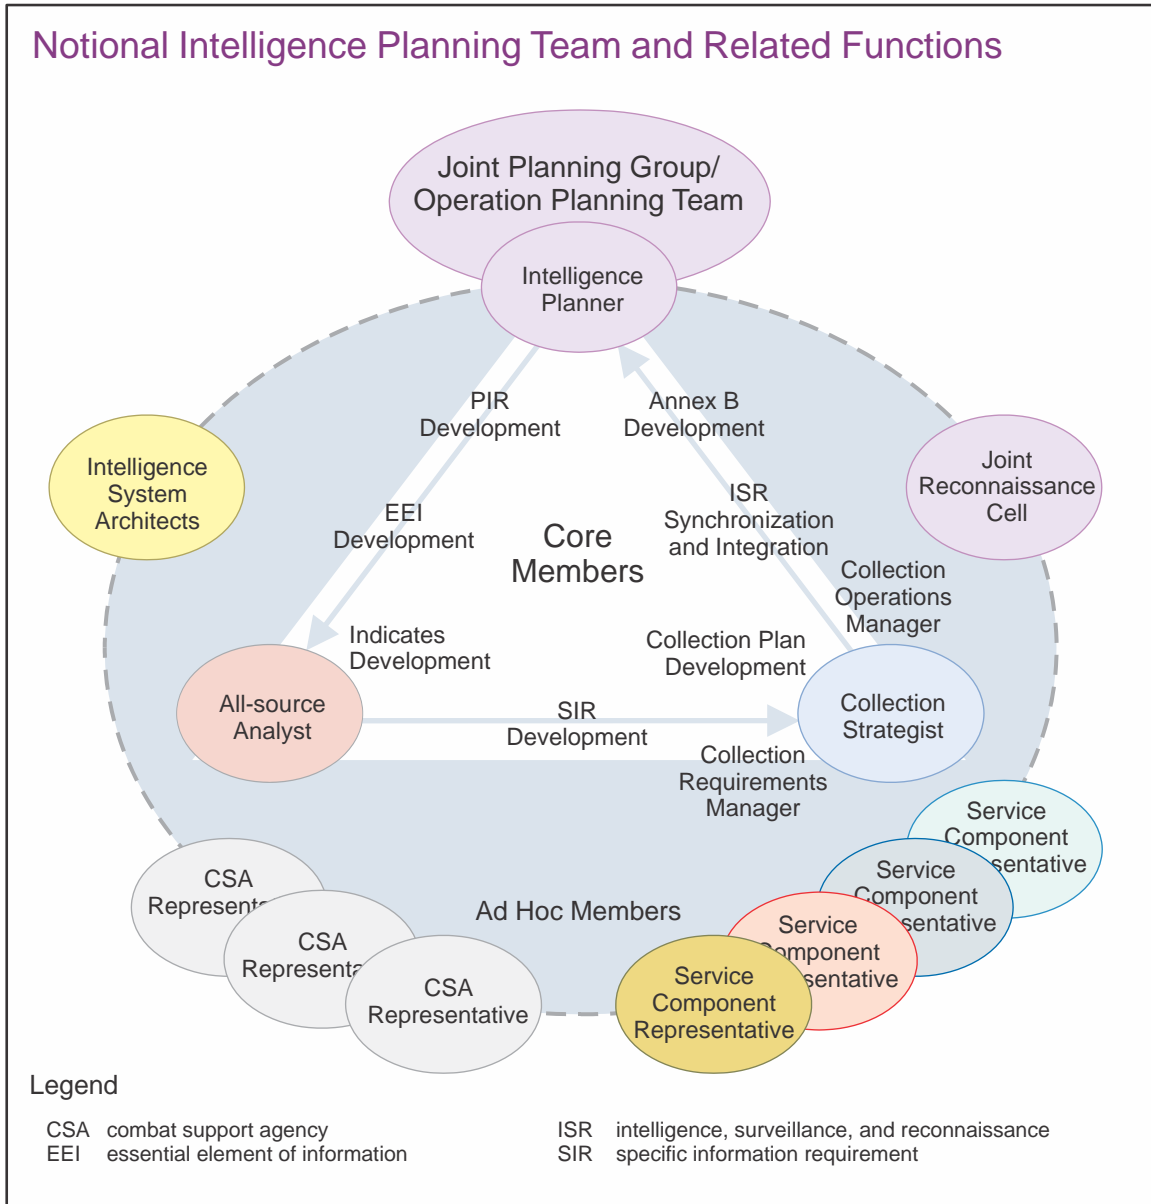 Notional Intelligence Planning Team and Related Functions
Joint Planning Group/
Operation Planning Team
Intelligence
Planner
PIR
Development
Annex B
Development
Intelligence
System
Architects
Joint
Reconnaissance
Cell
EEI
Development
ISR
Synchronization
and Integration
Core
Members
Collection
Operations
Manager
Indicates
Development
Collection Plan
Development
All-source
Analyst
SIR
Development
Collection
Strategist
Collection
Requirements
Manager
Service
Component
sentative
Service
Component
sentative
Service
Component
sentative
Service
Component
Representative
CSA
Represent
CSA
Representa
CSA
Representative
Ad Hoc Members
Legend
CSA combat support agency
EEI essential element of information
ISR intelligence, surveillance, and reconnaissance
SIR specific information requirement